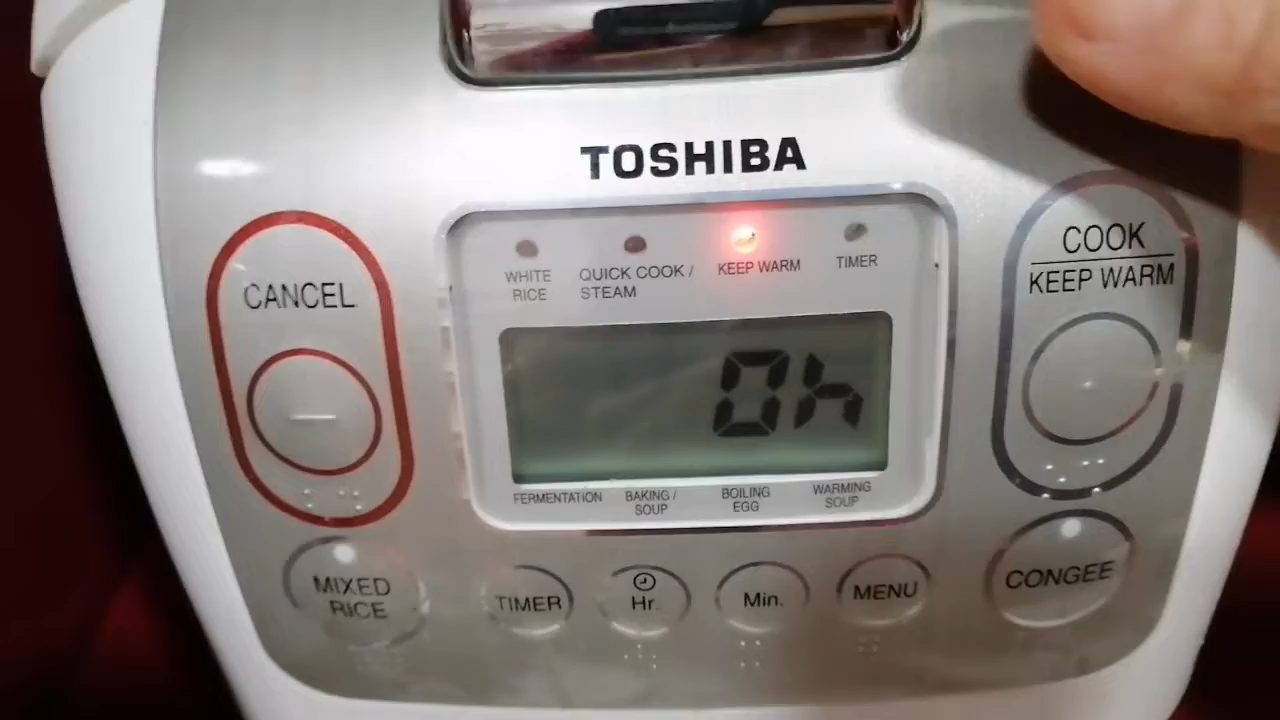 TOSHIBA
WHITE
RICE
QUICK COOK /
STEAM
KEEP WARM
TIMER
CANCEL
COOK
KEEP WARM
0h
FERMENTATION
BAKING /
SOUP
BOILING
EGG
WARMING
SOUP
MIXED
RICE
TIMER
Hr.
Min.
MENU
CONGEE